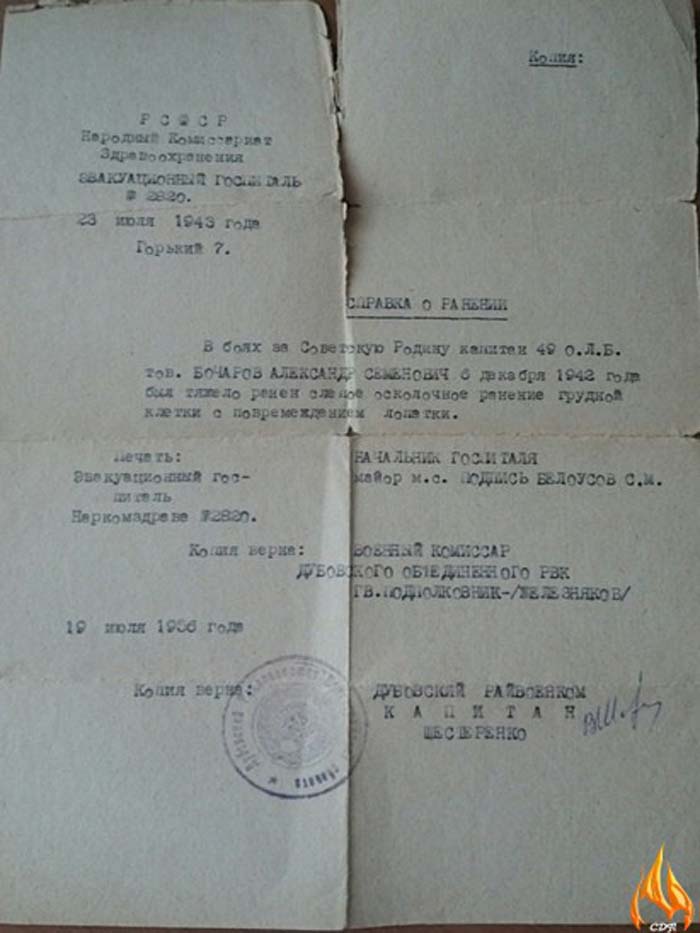 Копия:
Р С Ф С Р
Народный Комиссариат
Здравоохранения
ЭВАКУАЦИОННЫЙ ГОСПИТАЛЬ
№ 2820.
23 июля 1943 года
Горький 7.
СПРАВКА О РАНЕНИИ
В боях за Советскую Родину капитан 49 о.Л.Б.
тов. БОЧАРОВ АЛЕКСАНДР СЕМЕНОВИЧ 6 декабря 1942 года
был тяжело ранен слепое осколочное ранение грудной
клетки с повреждением лопатки.
Печать:
Эвакуационный гос-
питаль
Наркомздрава №2820.
НАЧАЛЬНИК ГОСПИТАЛЯ
майор м.с. ПОДПИСЬ БЕЛОУСОВ С.М.
Копия верна: ВОЕННЫЙ КОМИССАР
ДУБОВСКОГО ОБЪЕДИНЕННОГО РВК
ГВ.ПОДПОЛКОВНИК-/ЖЕЛЕЗНЯКОВ/
19 июля 1956 года
Копия верна: ДУБОВСКИЙ РАЙВОЕНКОМ
К А П И Т А Н
ШЕСТЕРЕНКО
CDR